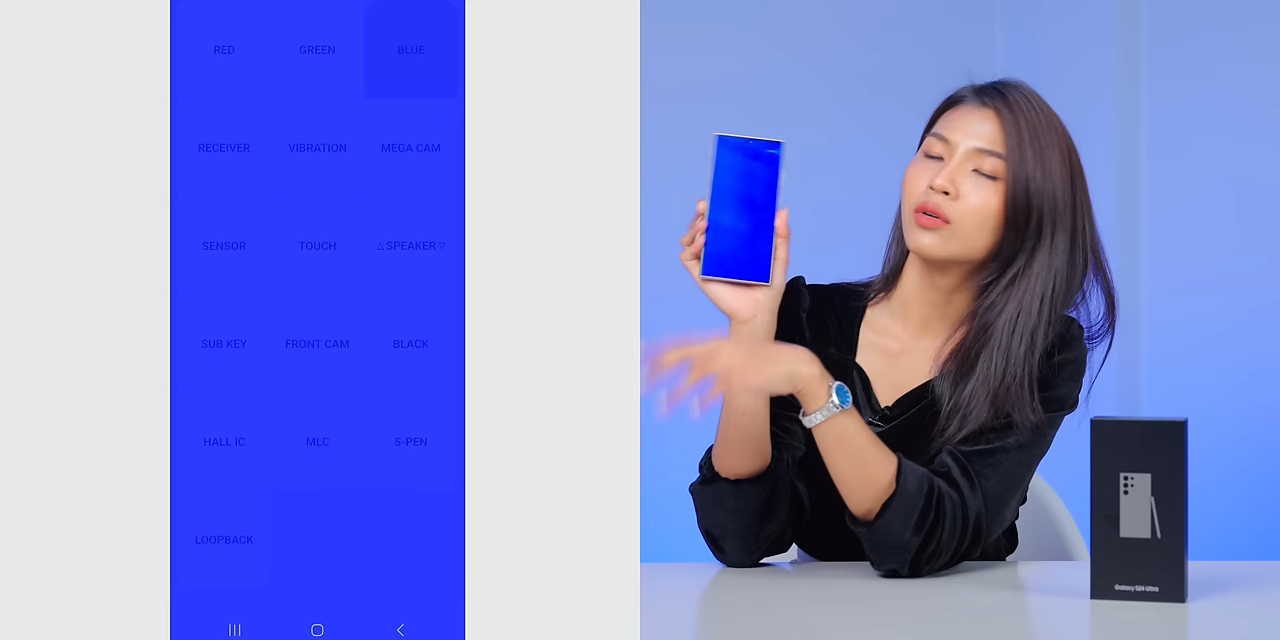 RED GREEN BLUE
RECEIVER VIBRATION MEGA CAM
SENSOR TOUCH △ SPEAKER ▽
SUB KEY FRONT CAM BLACK
HALL IC MLC S-PEN
LOOPBACK
Galaxy S24 Ultra